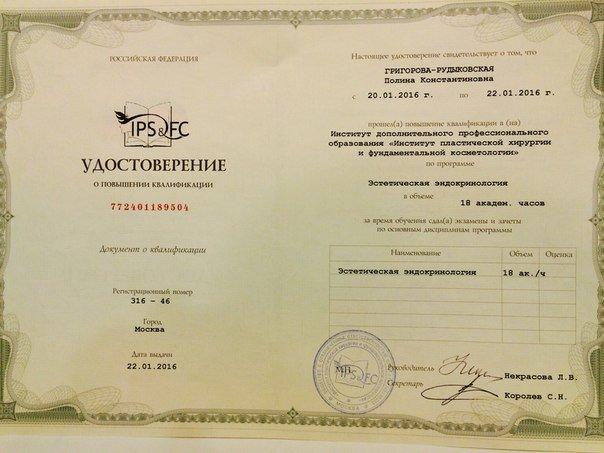 РОССИЙСКАЯ ФЕДЕРАЦИЯ
IPS&FC
УДОСТОВЕРЕНИЕ
О ПОВЫШЕНИИ КВАЛИФИКАЦИИ
772401189504
Документ о квалификации
Регистрационный номер
316 – 46
Город
Москва
Дата выдачи
22.01.2016
Настоящее удостоверение свидетельствует о том, что
ГРИГОРОВА-РУДЫКОВСКАЯ
Полина Константиновна
с 20.01.2016 г. по 22.01.2016 г.
прошел(а) повышение квалификации в (на)
Институт дополнительного профессионального
образования «Институт пластической хирургии
и фундаментальной косметологии»
по программе
Эстетическая эндокринология
в объеме
18 академ. часов
за время обучения сдал(а) экзамены и зачеты
по основным дисциплинам программы
Наименование Объем Оценка
Эстетическая эндокринология 18 ак./ч
М.П.
IPS&FC
Руководитель Некрасова Л.В.
Секретарь Королев С.Н.